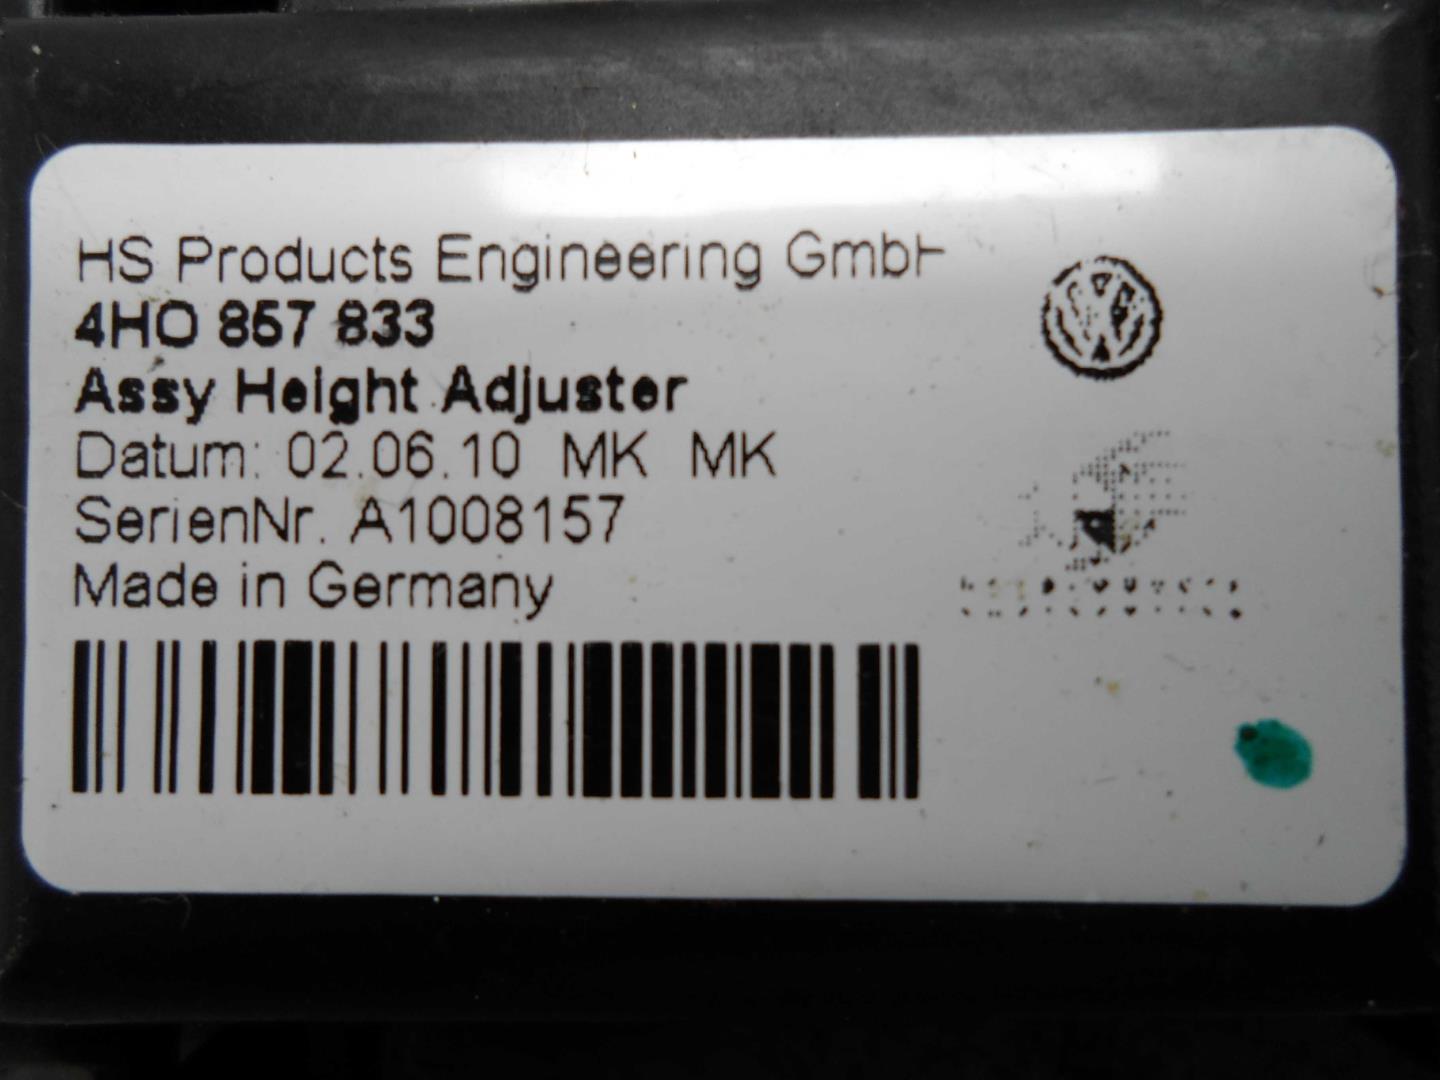 HS Products Engineering GmbH
4H0 857 833
Assy Height Adjuster
Datum: 02.06.10 MK MK
SerienNr. A1008157
Made in Germany